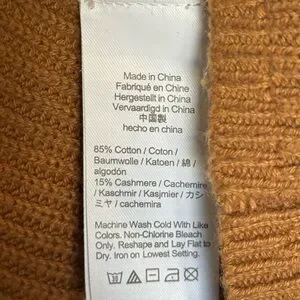 Made in China
Fabriqué en Chine
Hergestellt in China
Vervaardigd in China
中国製
hecho en china
85% Cotton / Coton /
Baumwolle / Katoen / 綿 /
algodón
15% Cashmere / Cachemire
/ Kaschmir / Kasjmier / カシ
ミヤ / cachemira
Machine Wash Cold With Like
Colors. Non-Chlorine Bleach
Only. Reshape and Lay Flat to
Dry. Iron on Lowest Setting.